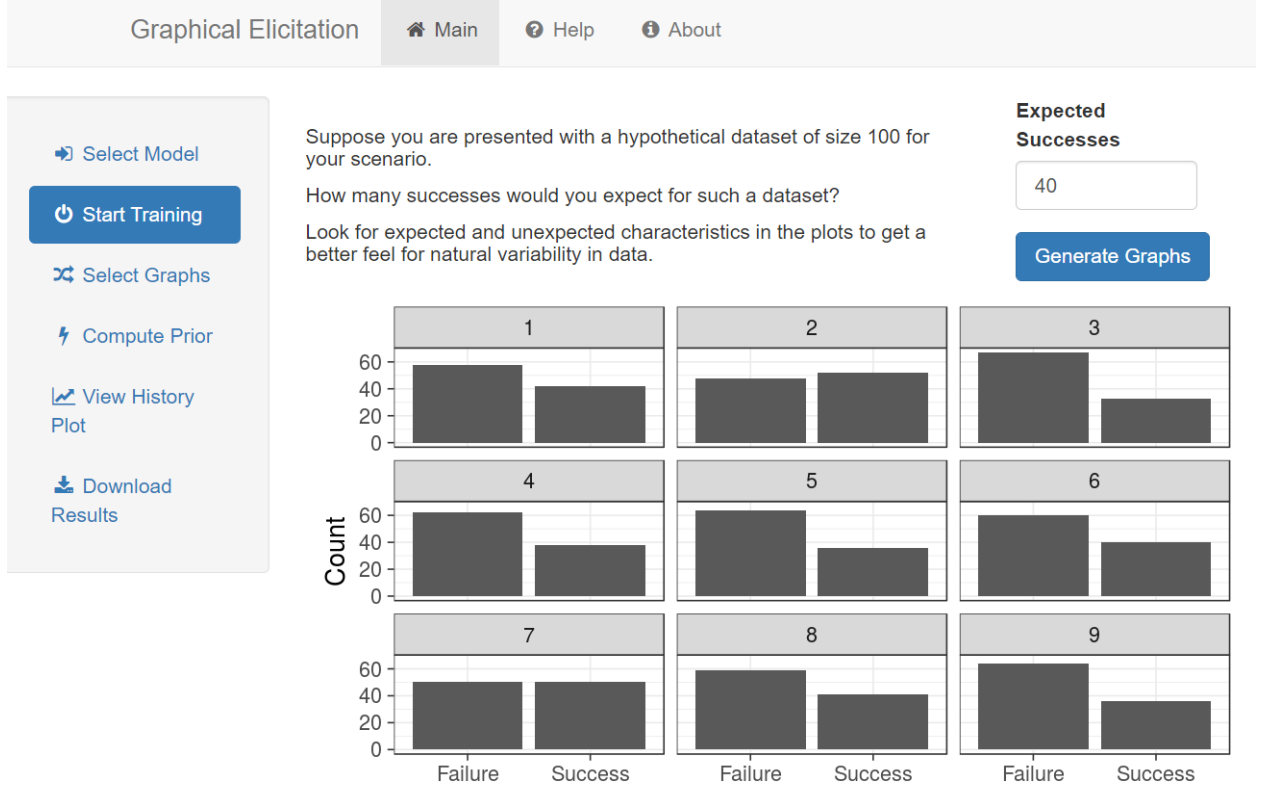 Graphical Elicitation
Main
Help
About
Select Model
Start Training
Select Graphs
Compute Prior
View History
Plot
Download
Results
Suppose you are presented with a hypothetical dataset of size 100 for
your scenario.
How many successes would you expect for such a dataset?
Look for expected and unexpected characteristics in the plots to get a
better feel for natural variability in data.
Expected
Successes
40
Generate Graphs
1
2
3
60
40
20
0
4
5
6
Count
60
40
20
0
7
8
9
60
40
20
0
Failure
Success
Failure
Success
Failure
Success